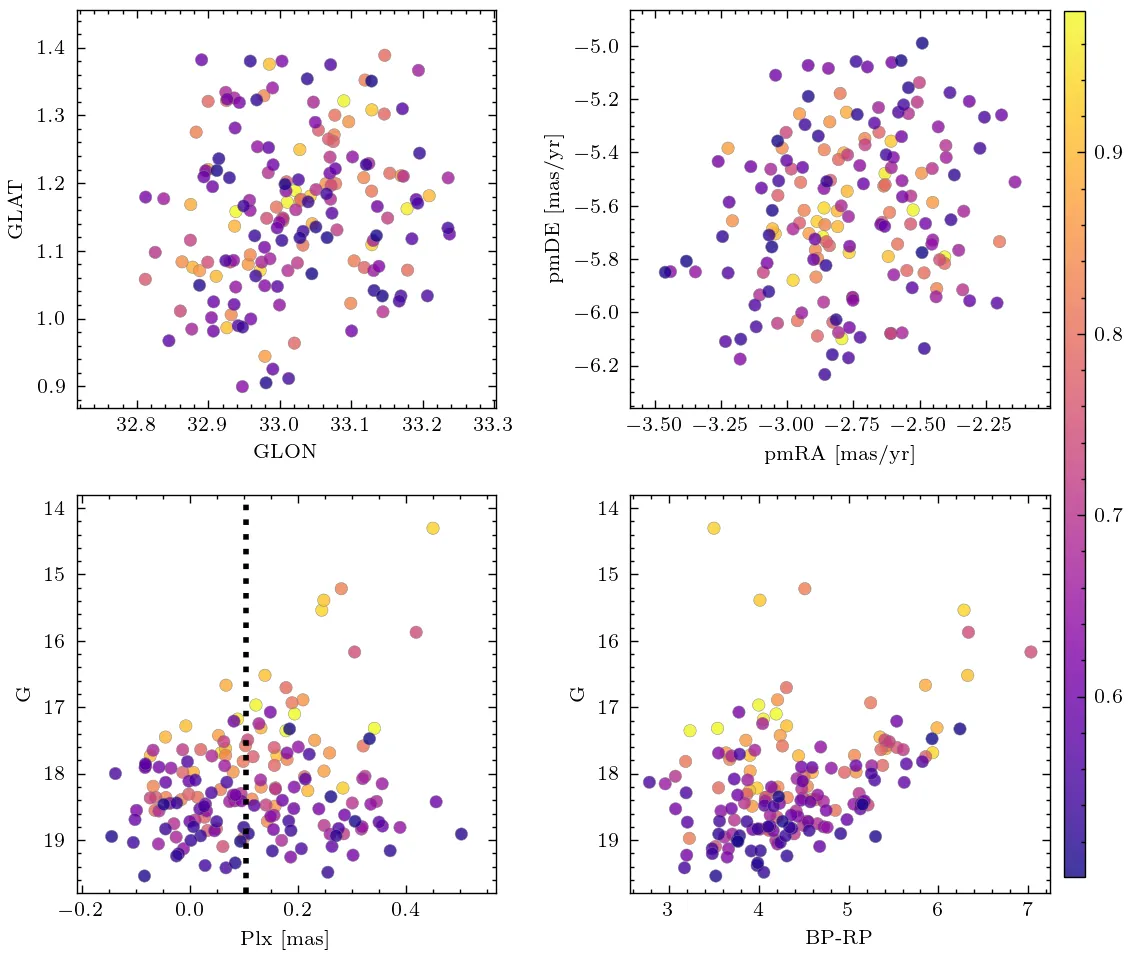 1.4
1.3
1.2
1.1
1.0
0.9
GLAT
32.8 32.9 33.0 33.1 33.2 33.3
GLON
−5.0
−5.2
−5.4
−5.6
−5.8
−6.0
−6.2
pmDE [mas/yr]
−3.50 −3.25 −3.00 −2.75 −2.50 −2.25
pmRA [mas/yr]
14
15
16
17
18
19
G
−0.2 0.0 0.2 0.4
Plx [mas]
14
15
16
17
18
19
G
3 4 5 6 7
BP-RP
0.9
0.8
0.7
0.6